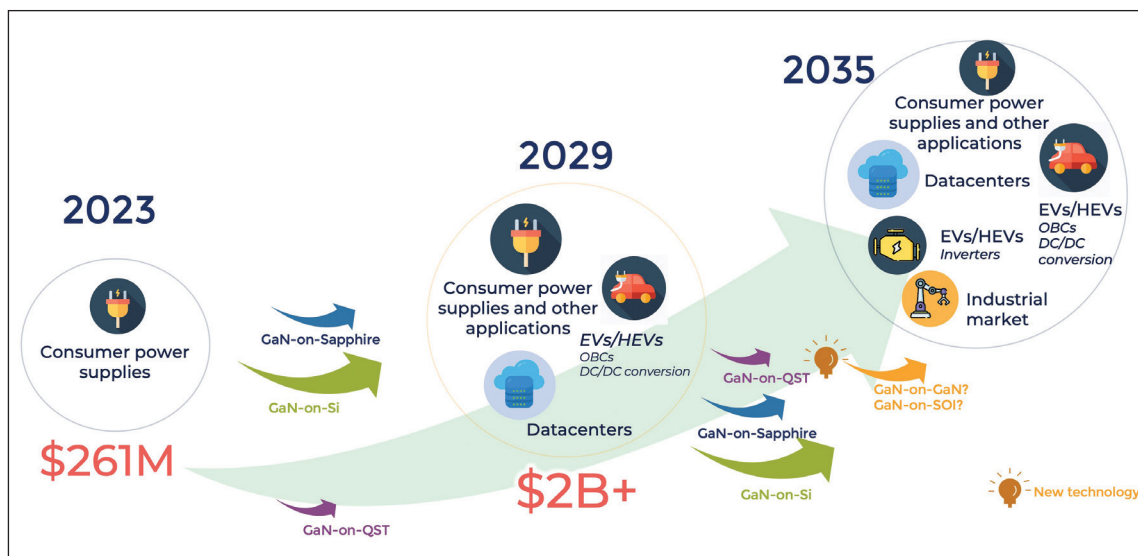 2023
Consumer power
supplies
$261M
GaN-on-Sapphire
GaN-on-Si
GaN-on-QST
2029
Consumer power
supplies and other
applications
EVs/HEVs
OBCs
DC/DC conversion
Datacenters
$2B+
GaN-on-QST
GaN-on-Sapphire
GaN-on-Si
GaN-on-GaN?
GaN-on-SOI?
2035
Consumer power
supplies and other
applications
Datacenters
EVs/HEVs
OBCs
DC/DC
conversion
EVs/HEVs
Inverters
Industrial
market
New technology